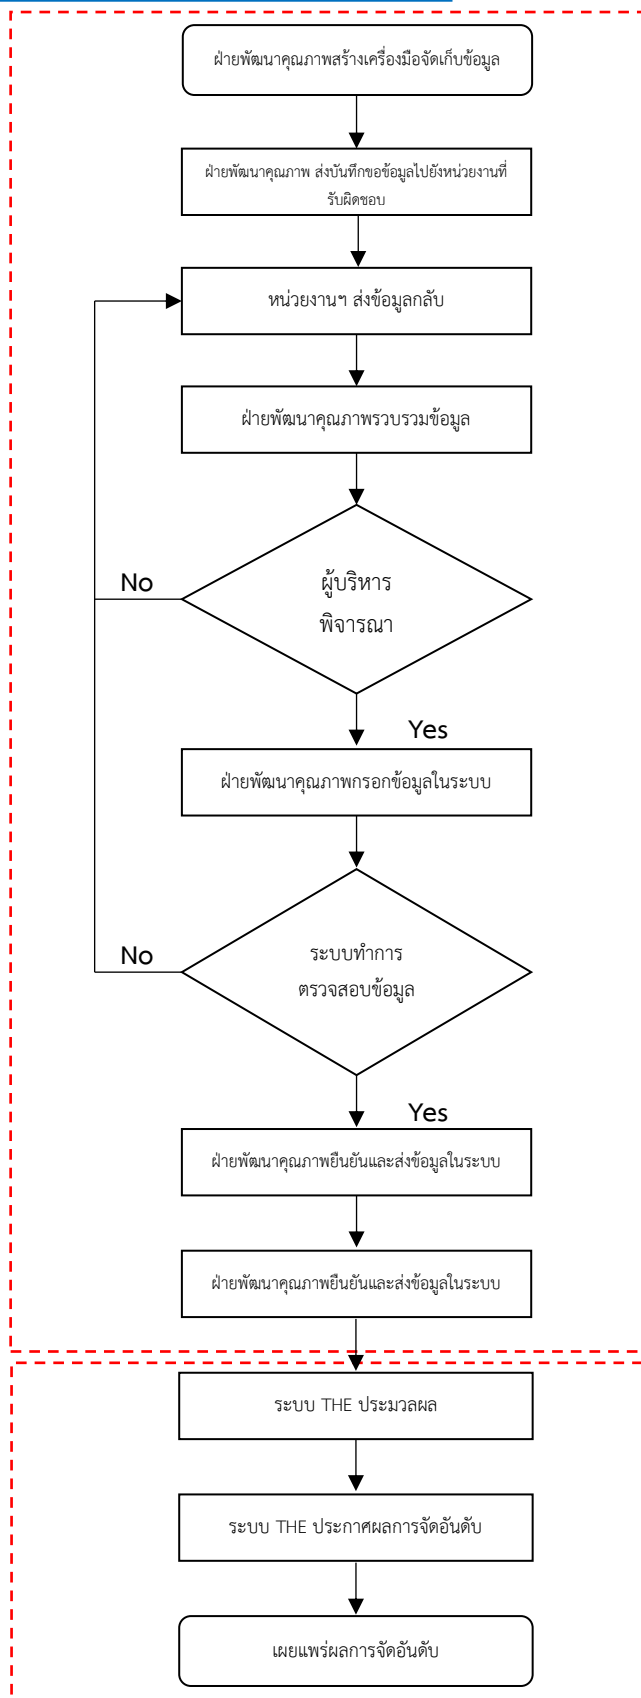 ฝ่ายพัฒนาคุณภาพสร้างเครื่องมือจัดเก็บข้อมูล
ฝ่ายพัฒนาคุณภาพ ส่งบันทึกขอข้อมูลไปยังหน่วยงานที่
รับผิดชอบ
หน่วยงานฯ ส่งข้อมูลกลับ
ฝ่ายพัฒนาคุณภาพรวบรวมข้อมูล
No
ผู้บริหาร
พิจารณา
Yes
ฝ่ายพัฒนาคุณภาพกรอกข้อมูลในระบบ
No
ระบบทำการ
ตรวจสอบข้อมูล
Yes
ฝ่ายพัฒนาคุณภาพยืนยันและส่งข้อมูลในระบบ
ฝ่ายพัฒนาคุณภาพยืนยันและส่งข้อมูลในระบบ
ระบบ THE ประมวลผล
ระบบ THE ประกาศผลการจัดอันดับ
เผยแพร่ผลการจัดอันดับ